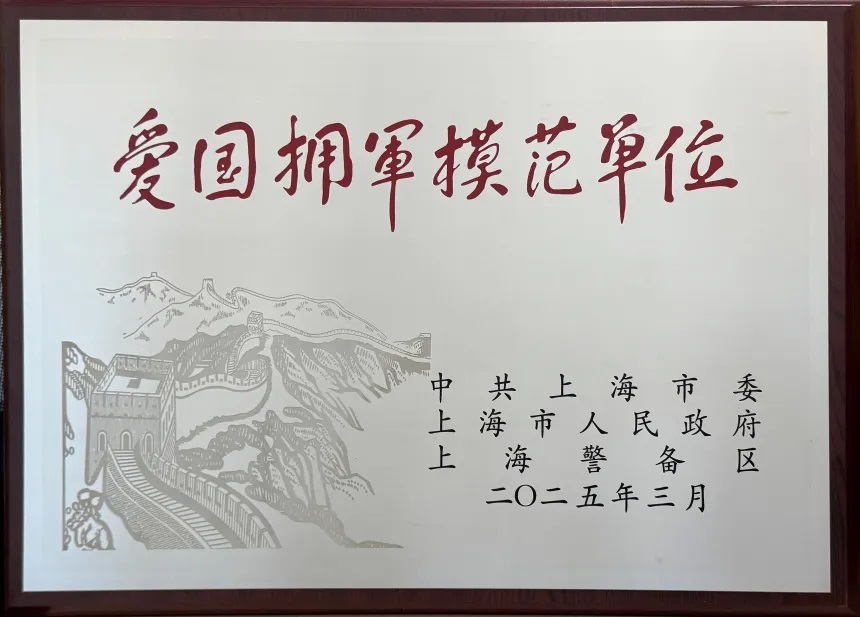 爱国拥軍模范单位
中共上海市委
上海市人民政府
上海警备区
二〇二五年三月